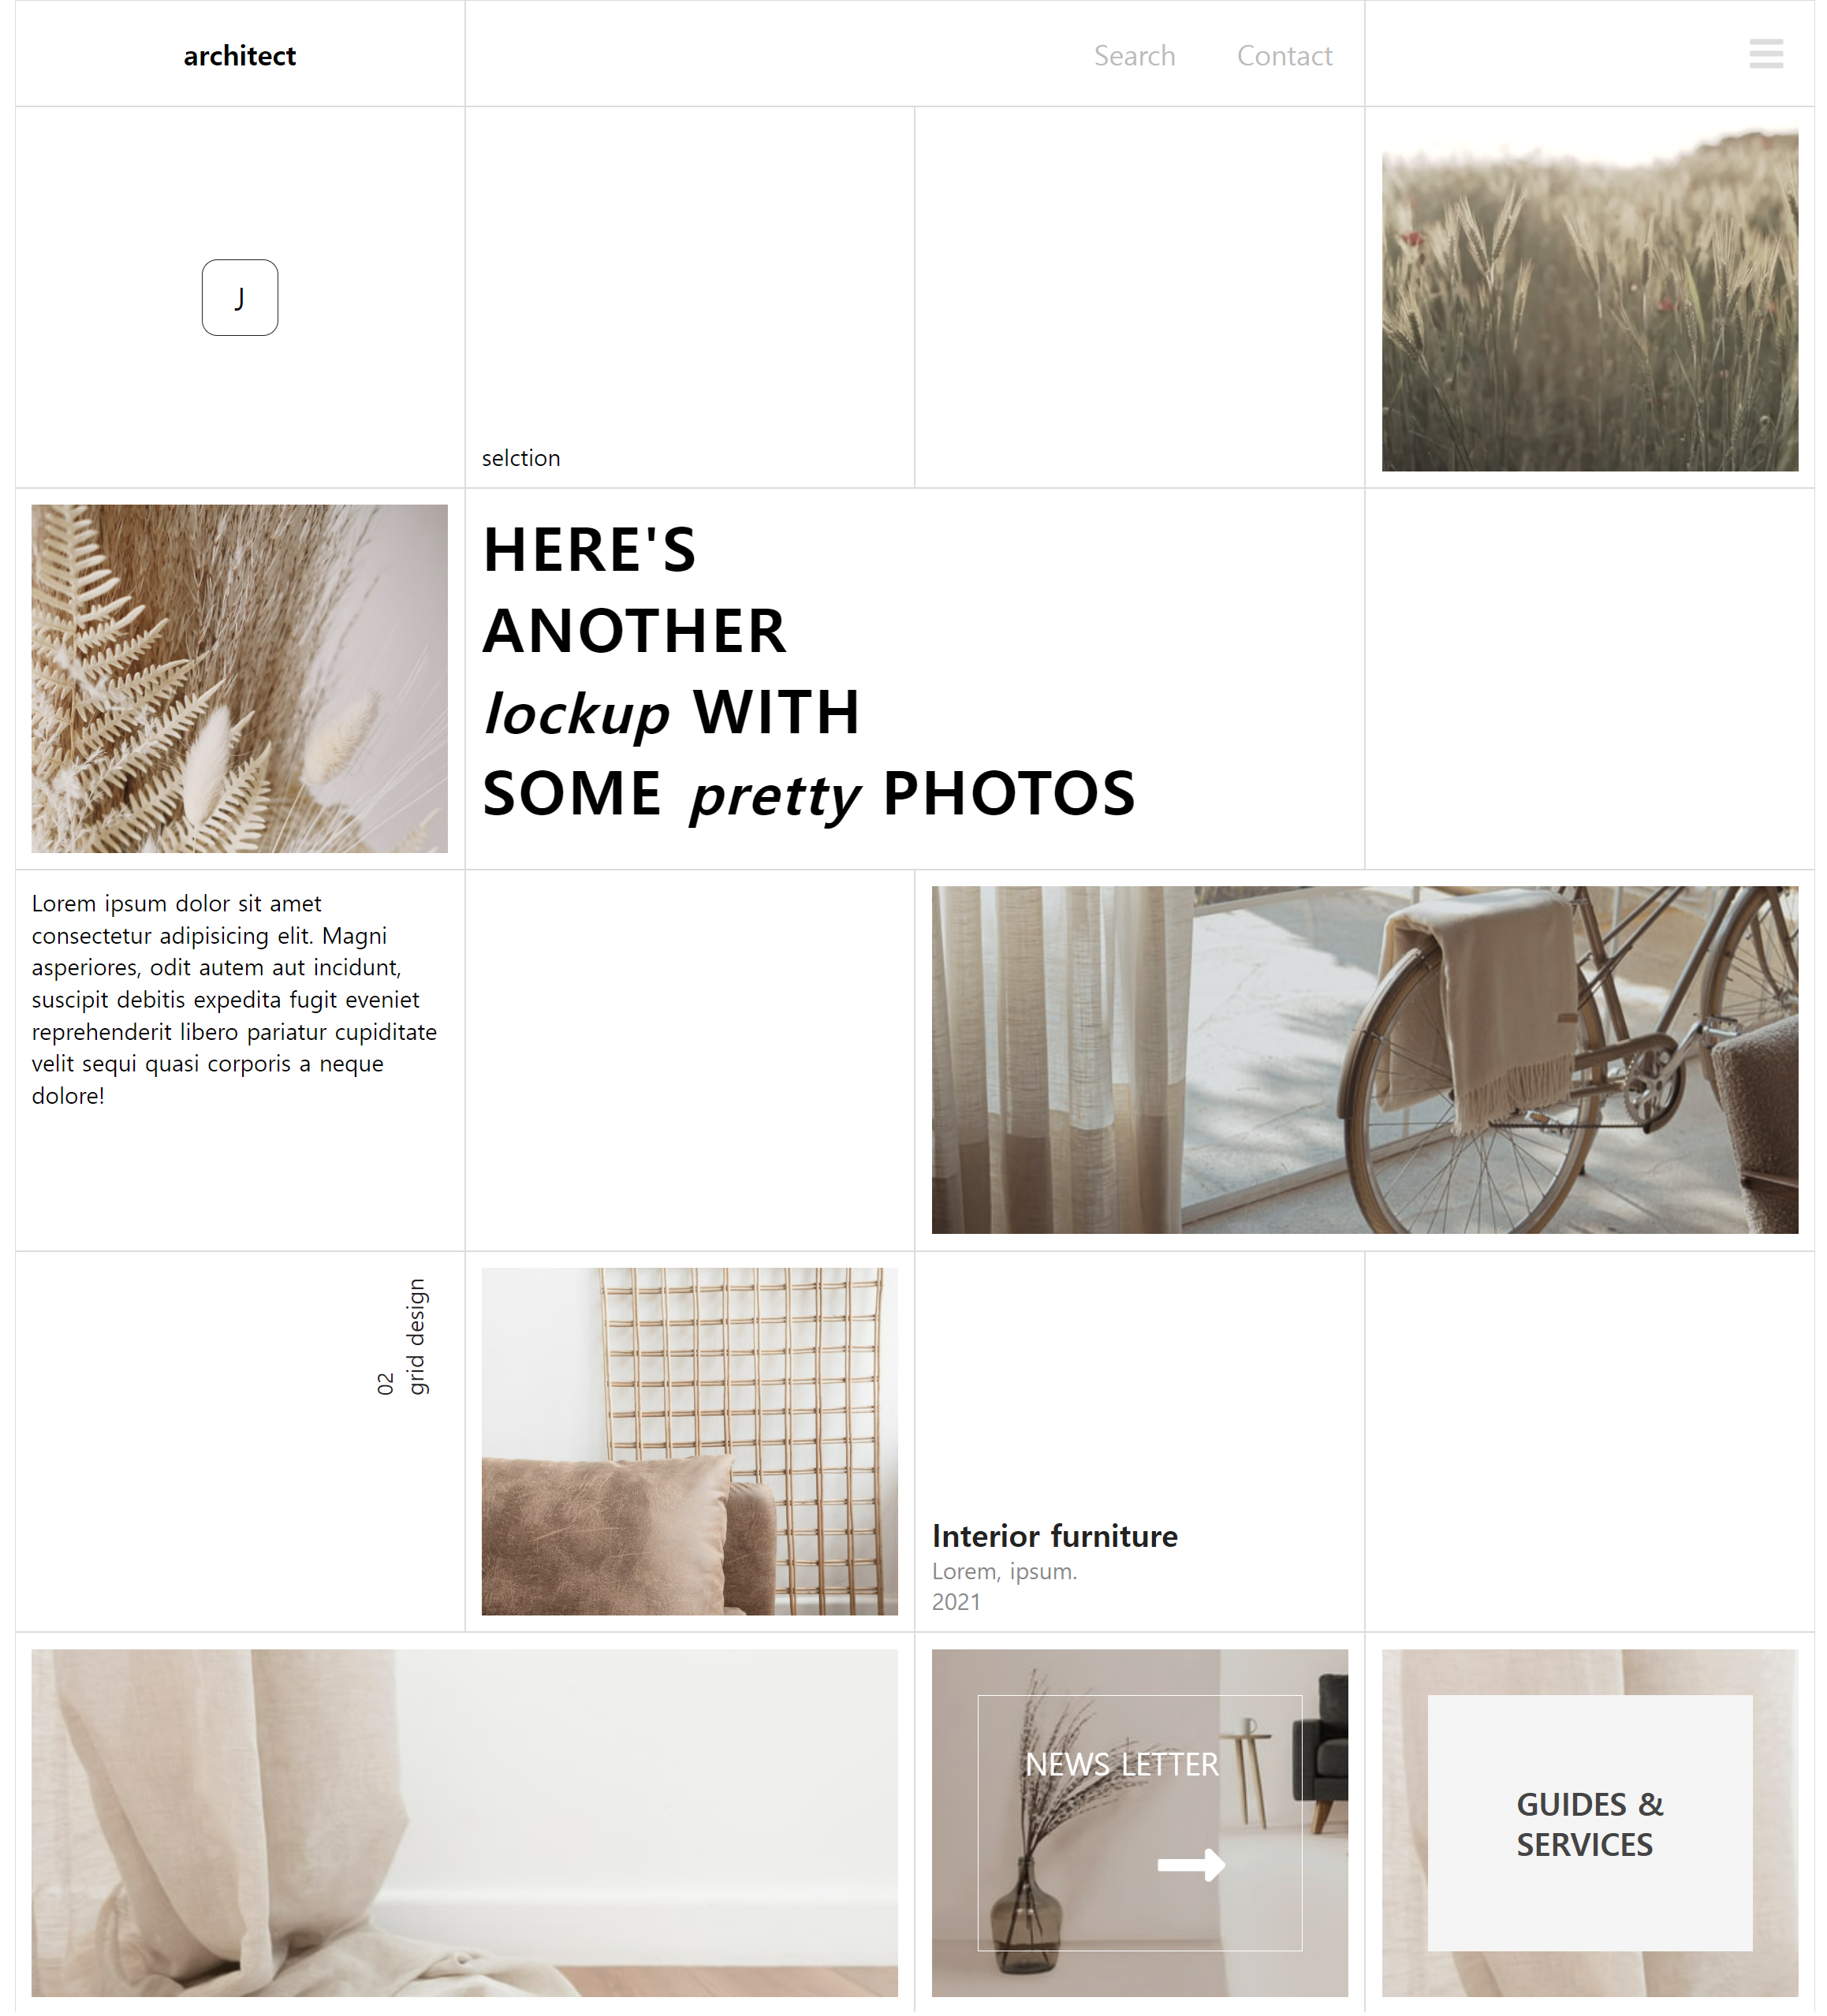 architect
Search
Contact
J
selction
HERE'S
ANOTHER
lockup WITH
SOME pretty PHOTOS
Lorem ipsum dolor sit amet
consectetur adipisicing elit. Magni
asperiores, odit autem aut incidunt,
suscipit debitis expedita fugit eveniet
reprehenderit libero pariatur cupiditate
velit sequi quasi corporis a neque
dolore!
02
grid design
Interior furniture
Lorem, ipsum.
2021
NEWS LETTER
GUIDES &
SERVICES